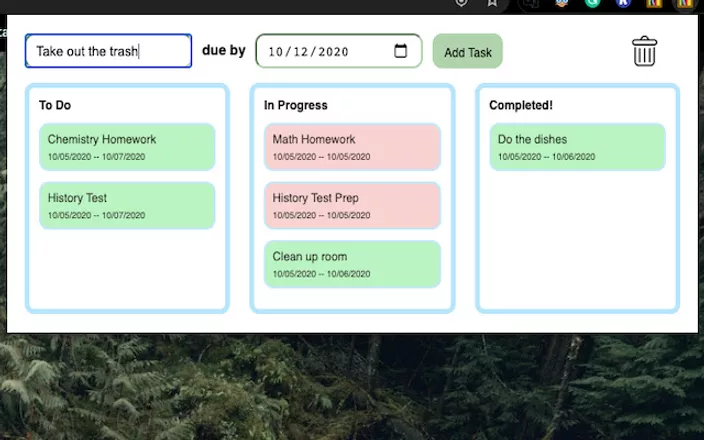 Take out the trash
due by
10/12/2020
Add Task
To Do
Chemistry Homework
10/05/2020 -- 10/07/2020
History Test
10/05/2020 -- 10/07/2020
In Progress
Math Homework
10/05/2020 -- 10/05/2020
History Test Prep
10/05/2020 -- 10/05/2020
Clean up room
10/05/2020 -- 10/06/2020
Completed!
Do the dishes
10/05/2020 -- 10/06/2020